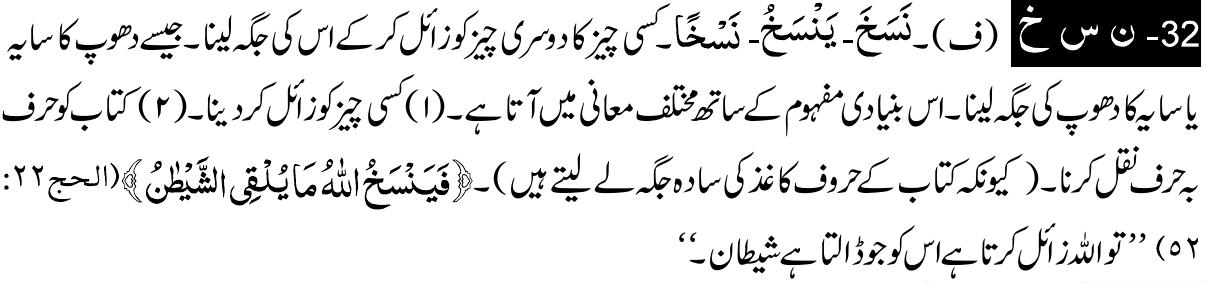 32- ن س خ (ف)۔ نَسَخَ۔ یَنْسَخُ۔ نَسْخًا۔ کسی چیز کا دوسری چیز کو زائل کر کے اس کی جگہ لینا۔ جیسے دھوپ کا سایہ
یا سایہ کا دھوپ کی جگہ لینا۔ اس بنیادی مفہوم کے ساتھ مختلف معانی میں آتا ہے۔ (۱) کسی چیز کو زائل کر دینا۔ (۲) کتاب کو حرف
بہ حرف نقل کرنا۔ ( کیونکہ کتاب کے حروف کاغذ کی سادہ جگہ لے لیتے ہیں)۔ ﴿فَیَنْسَخُ اللہُ مَا یُلْقِی الشَّیْطٰنُ﴾ (الحج ۲۲:
۵۲) ’’تو اللہ زائل کرتا ہے اس کو جو ڈالتا ہے شیطان۔‘‘